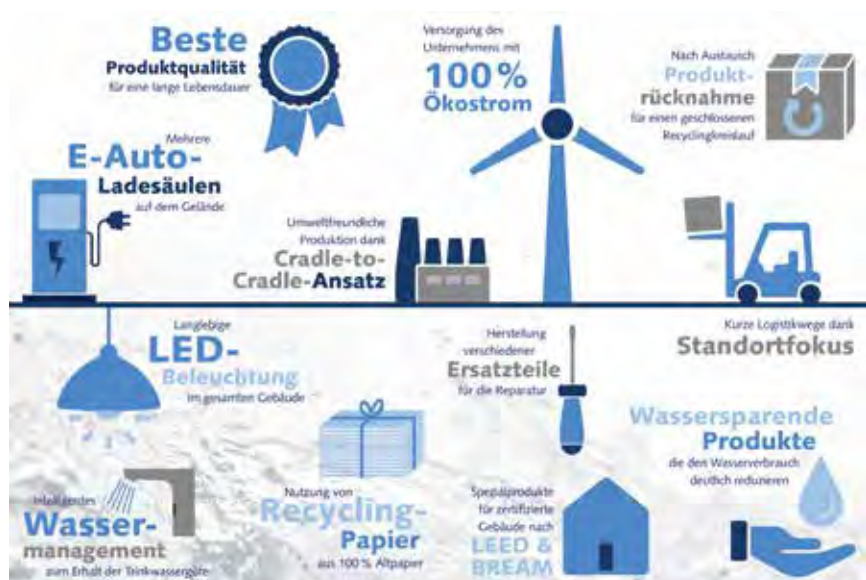 Beste
Produktqualität
für eine lange Lebensdauer
Versorgung des
Unternehmens mit
100 %
Ökostrom
Nach Austausch
Produkt-
rücknahme
für einen geschlossenen
Recyclingkreislauf
Mehrere
E-Auto-
Ladesäulen
auf dem Gelände
Umweltfreundliche
Produktion dank
Cradle-to-
Cradle-Ansatz
Langlebige
LED-
Beleuchtung
im gesamten Gebäude
Herstellung
verschiedener
Ersatzteile
für die Reparatur
Kurze Logistikwege dank
Standortfokus
Wassersparende
Produkte
die den Wasserverbrauch
deutlich reduzieren
Intelligentes
Wasser-
management
zum Erhalt der Trinkwassergüte
Nutzung von
Recycling-
Papier
aus 100 % Altpapier
Spezialprodukte
für zertifizierte
Gebäude nach
LEED &
BREAM